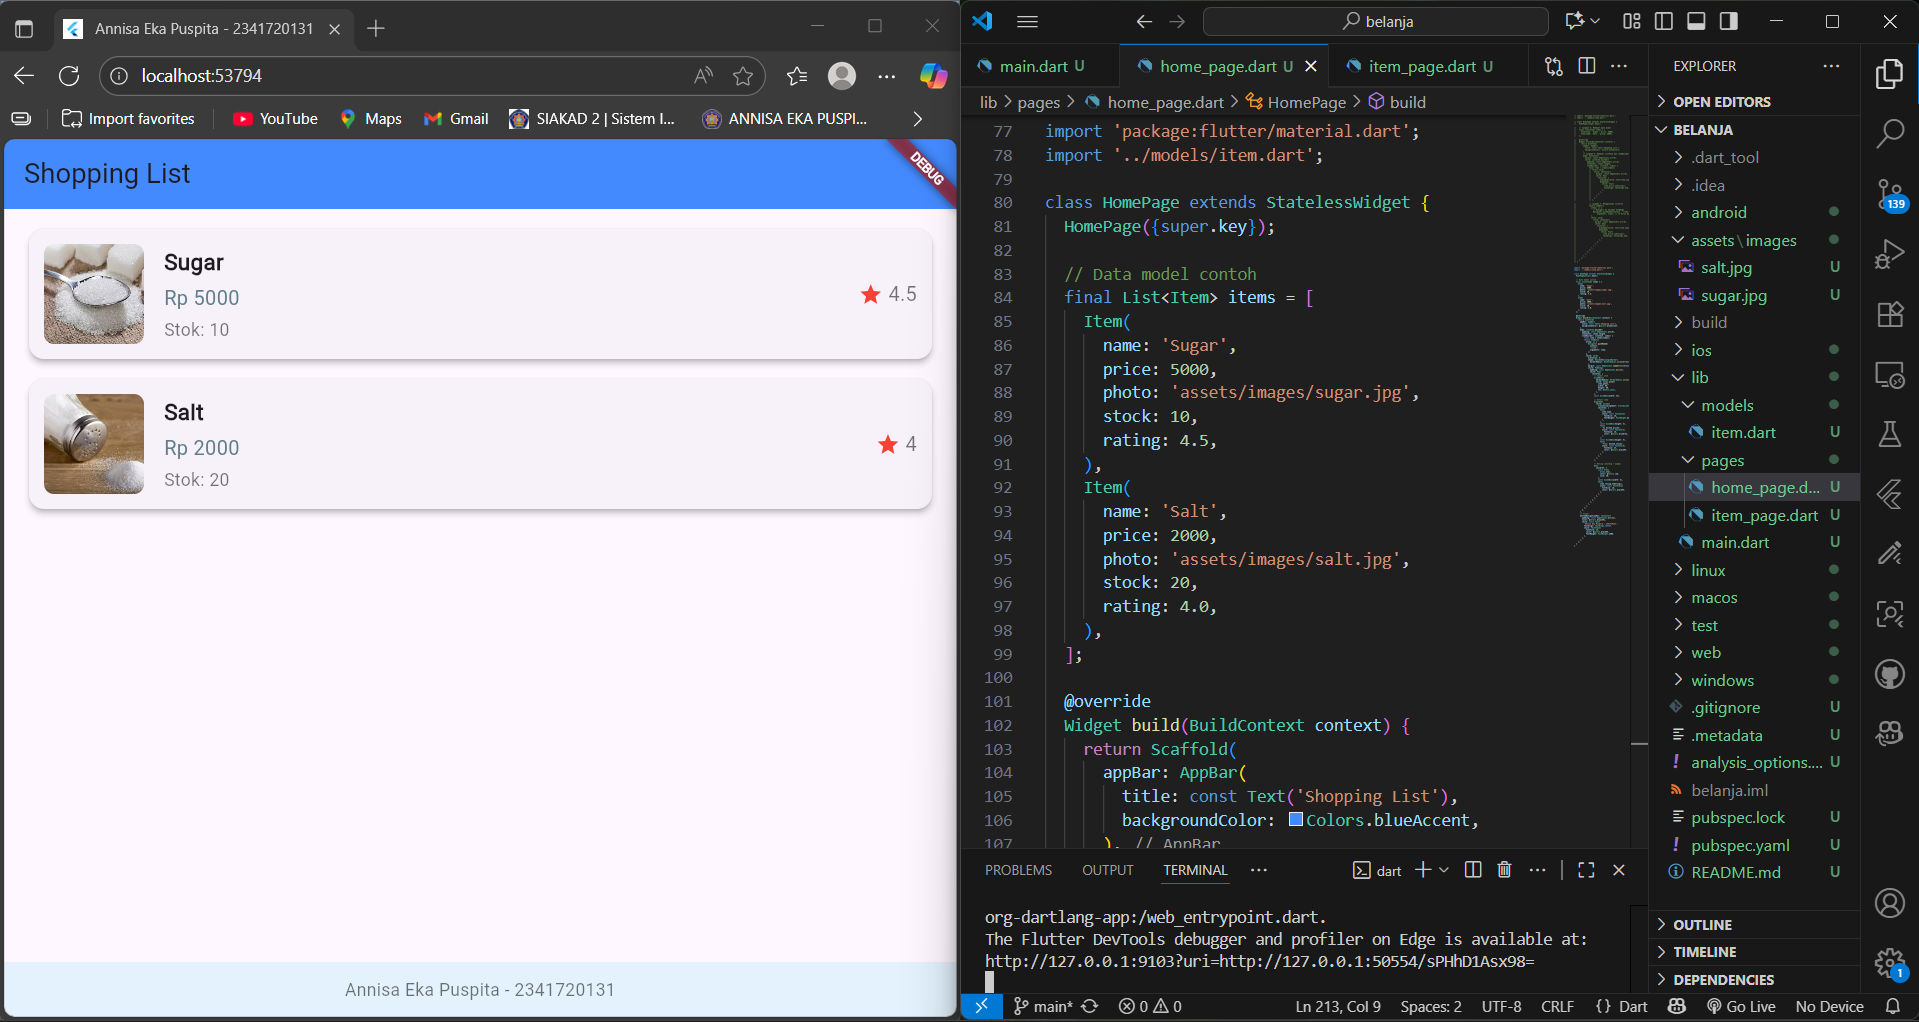 Annisa Eka Puspita - 2341720131
localhost:53794
Import favorites
YouTube
Maps
Gmail
SIAKAD 2 | Sistem I...
ANNISA EKA PUSPI...
Shopping List
DEBUG
Sugar
Rp 5000
Stok: 10
4.5
Salt
Rp 2000
Stok: 20
4
Annisa Eka Puspita - 2341720131
belanja
main.dart U
home_page.dart U
item_page.dart U
lib > pages > home_page.dart > HomePage > build
77 import 'package:flutter/material.dart';
78 import '../models/item.dart';
79
80 class HomePage extends StatelessWidget {
81 HomePage({super.key});
82
83 // Data model contoh
84 final List<Item> items = [
85 Item(
86 name: 'Sugar',
87 price: 5000,
88 photo: 'assets/images/sugar.jpg',
89 stock: 10,
90 rating: 4.5,
91 ),
92 Item(
93 name: 'Salt',
94 price: 2000,
95 photo: 'assets/images/salt.jpg',
96 stock: 20,
97 rating: 4.0,
98 ),
99 ];
100
101 @override
102 Widget build(BuildContext context) {
103 return Scaffold(
104 appBar: AppBar(
105 title: const Text('Shopping List'),
106 backgroundColor: Colors.blueAccent,
107 ), // AppBar
PROBLEMS
OUTPUT
TERMINAL
dart
org-dartlang-app:/web_entrypoint.dart.
The Flutter DevTools debugger and profiler on Edge is available at:
http://127.0.0.1:9103?uri=http://127.0.0.1:50554/sPHhD1Asx98=
EXPLORER
OPEN EDITORS
BELANJA
.dart_tool
.idea
android
assets\images
salt.jpg U
sugar.jpg U
build
ios
lib
models
item.dart U
pages
home_page.d... U
item_page.dart U
main.dart U
linux
macos
test
web
windows
.gitignore U
.metadata U
analysis_options.... U
belanja.iml
pubspec.lock U
pubspec.yaml U
README.md U
OUTLINE
TIMELINE
DEPENDENCIES
139
1
main*
0
0
Ln 213, Col 9
Spaces: 2
UTF-8
CRLF
{} Dart
Go Live
No Device